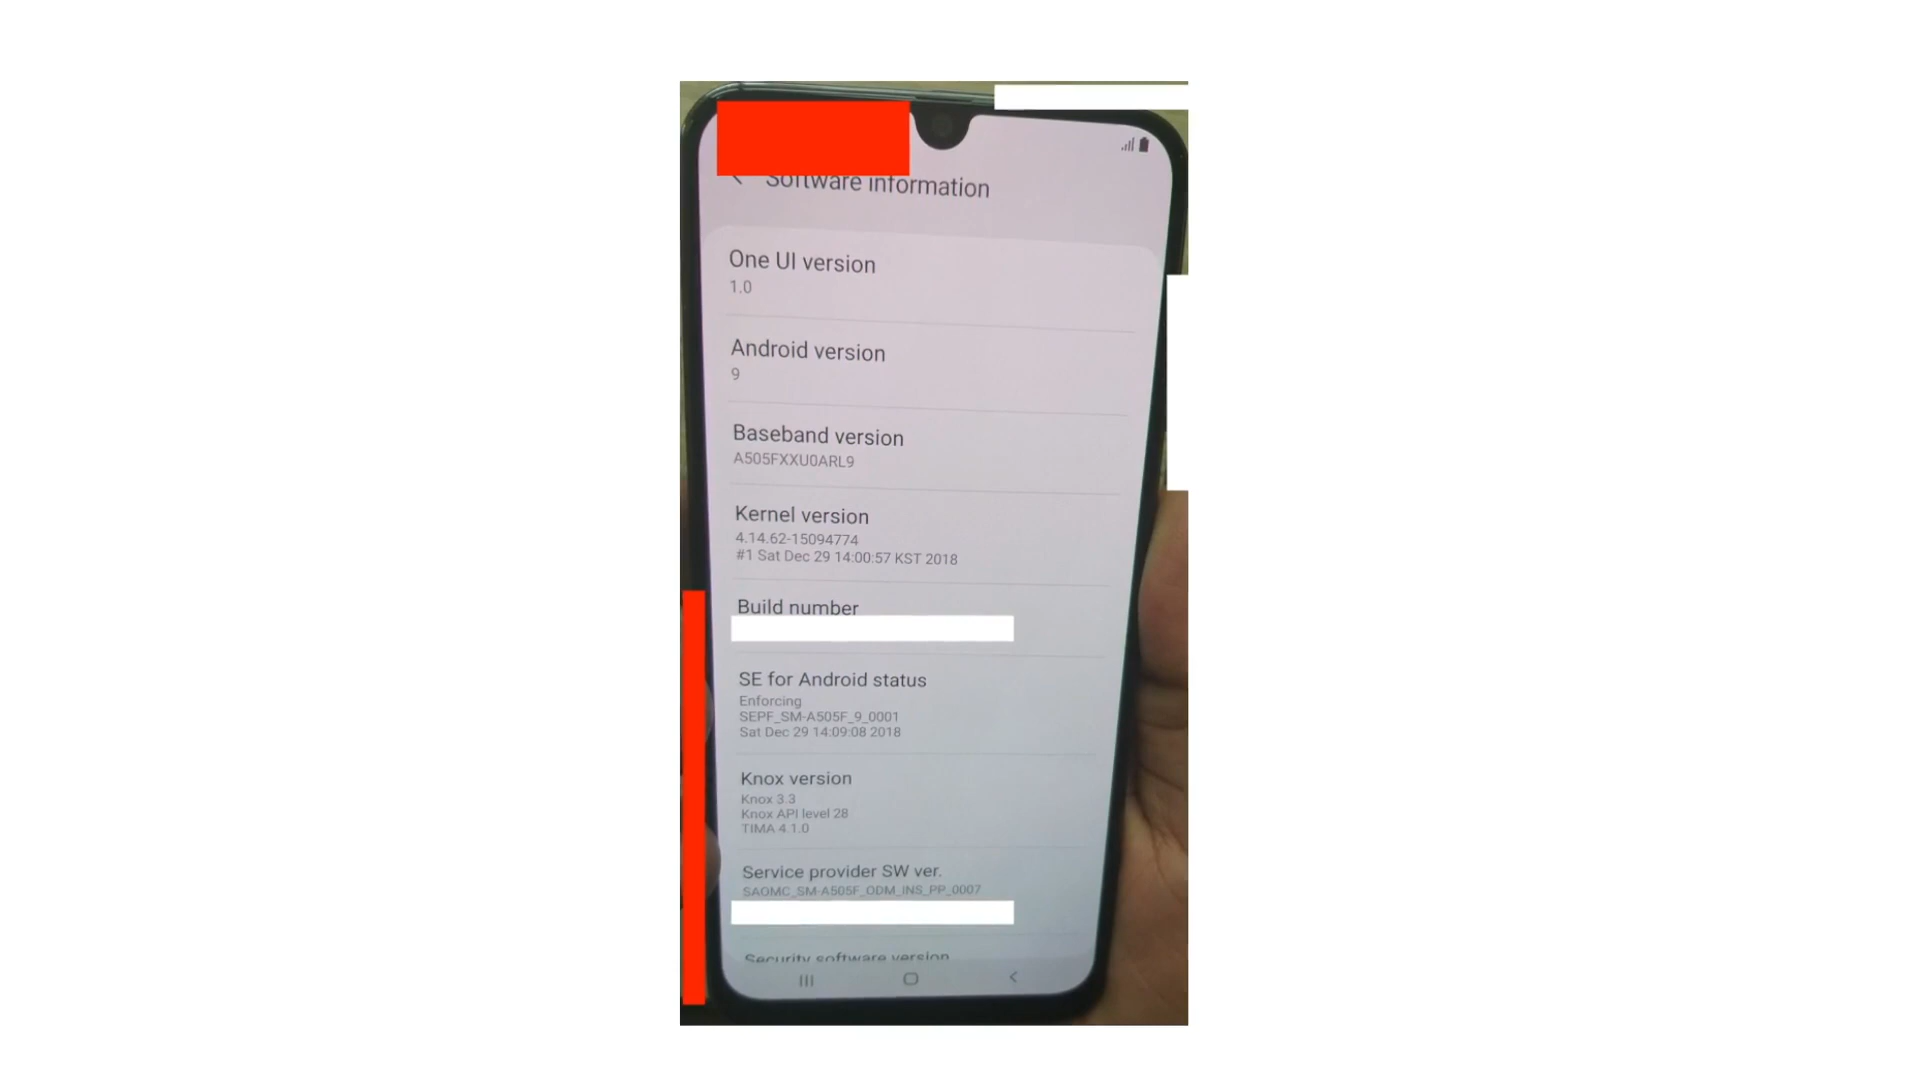 Software information
One UI version
1.0
Android version
9
Baseband version
A505FXXU0ARL9
Kernel version
4.14.62-15094774
#1 Sat Dec 29 14:00:57 KST 2018
Build number
SE for Android status
Enforcing
SEPF_SM-A505F_9_0001
Sat Dec 29 14:09:08 2018
Knox version
Knox 3.3
Knox API level 28
TIMA 4.1.0
Service provider SW ver.
SAOMC_SM-A505F_ODM_INS_PP_0007
Security software version